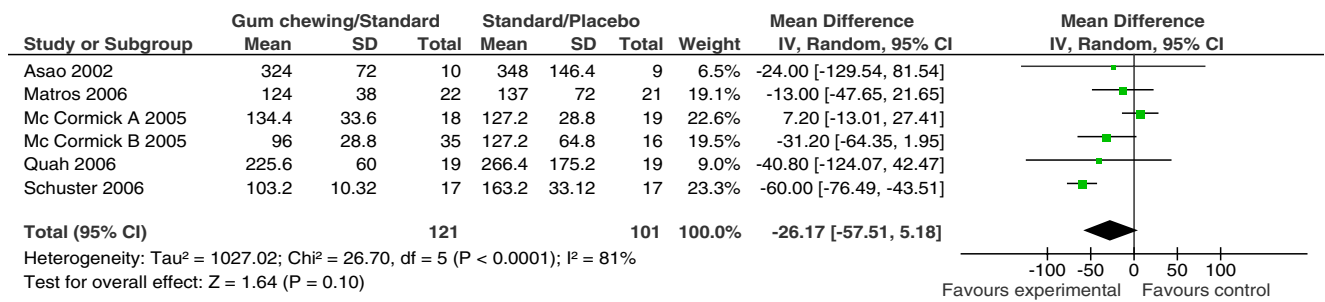 Gum chewing/Standard Standard/Placebo Mean Difference Mean Difference
Study or Subgroup Mean SD Total Mean SD Total Weight IV, Random, 95% CI IV, Random, 95% CI
Asao 2002 324 72 10 348 146.4 9 6.5% -24.00 [-129.54, 81.54]
Matros 2006 124 38 22 137 72 21 19.1% -13.00 [-47.65, 21.65]
Mc Cormick A 2005 134.4 33.6 18 127.2 28.8 19 22.6% 7.20 [-13.01, 27.41]
Mc Cormick B 2005 96 28.8 35 127.2 64.8 16 19.5% -31.20 [-64.35, 1.95]
Quah 2006 225.6 60 19 266.4 175.2 19 9.0% -40.80 [-124.07, 42.47]
Schuster 2006 103.2 10.32 17 163.2 33.12 17 23.3% -60.00 [-76.49, -43.51]
Total (95% CI) 121 101 100.0% -26.17 [-57.51, 5.18]
Heterogeneity: Tau² = 1027.02; Chi² = 26.70, df = 5 (P < 0.0001); I² = 81%
Test for overall effect: Z = 1.64 (P = 0.10)
-100 -50 0 50 100
Favours experimental Favours control